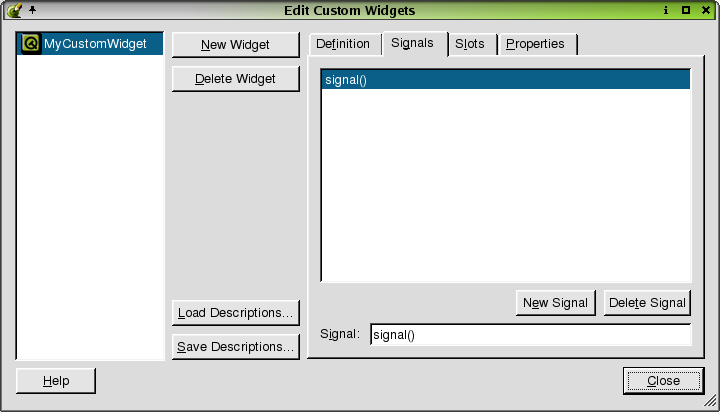 Edit Custom Widgets
MyCustomWidget
New Widget
Delete Widget
Load Descriptions...
Save Descriptions...
Definition
Signals
Slots
Properties
signal()
New Signal
Delete Signal
Signal: signal()
Help
Close